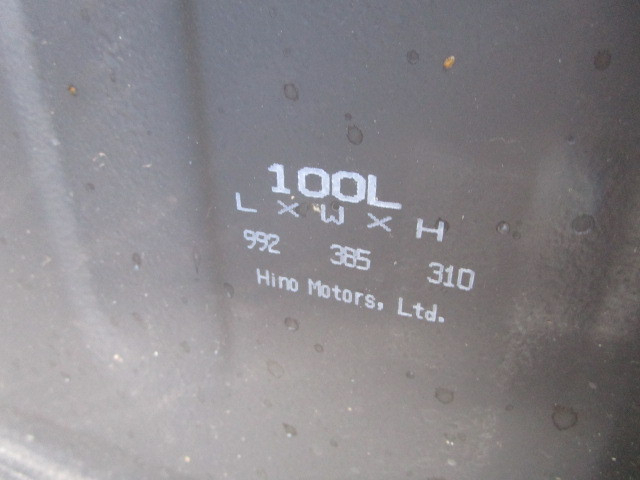 100L
L × W × H
992 385 310
Hino Motors, Ltd.